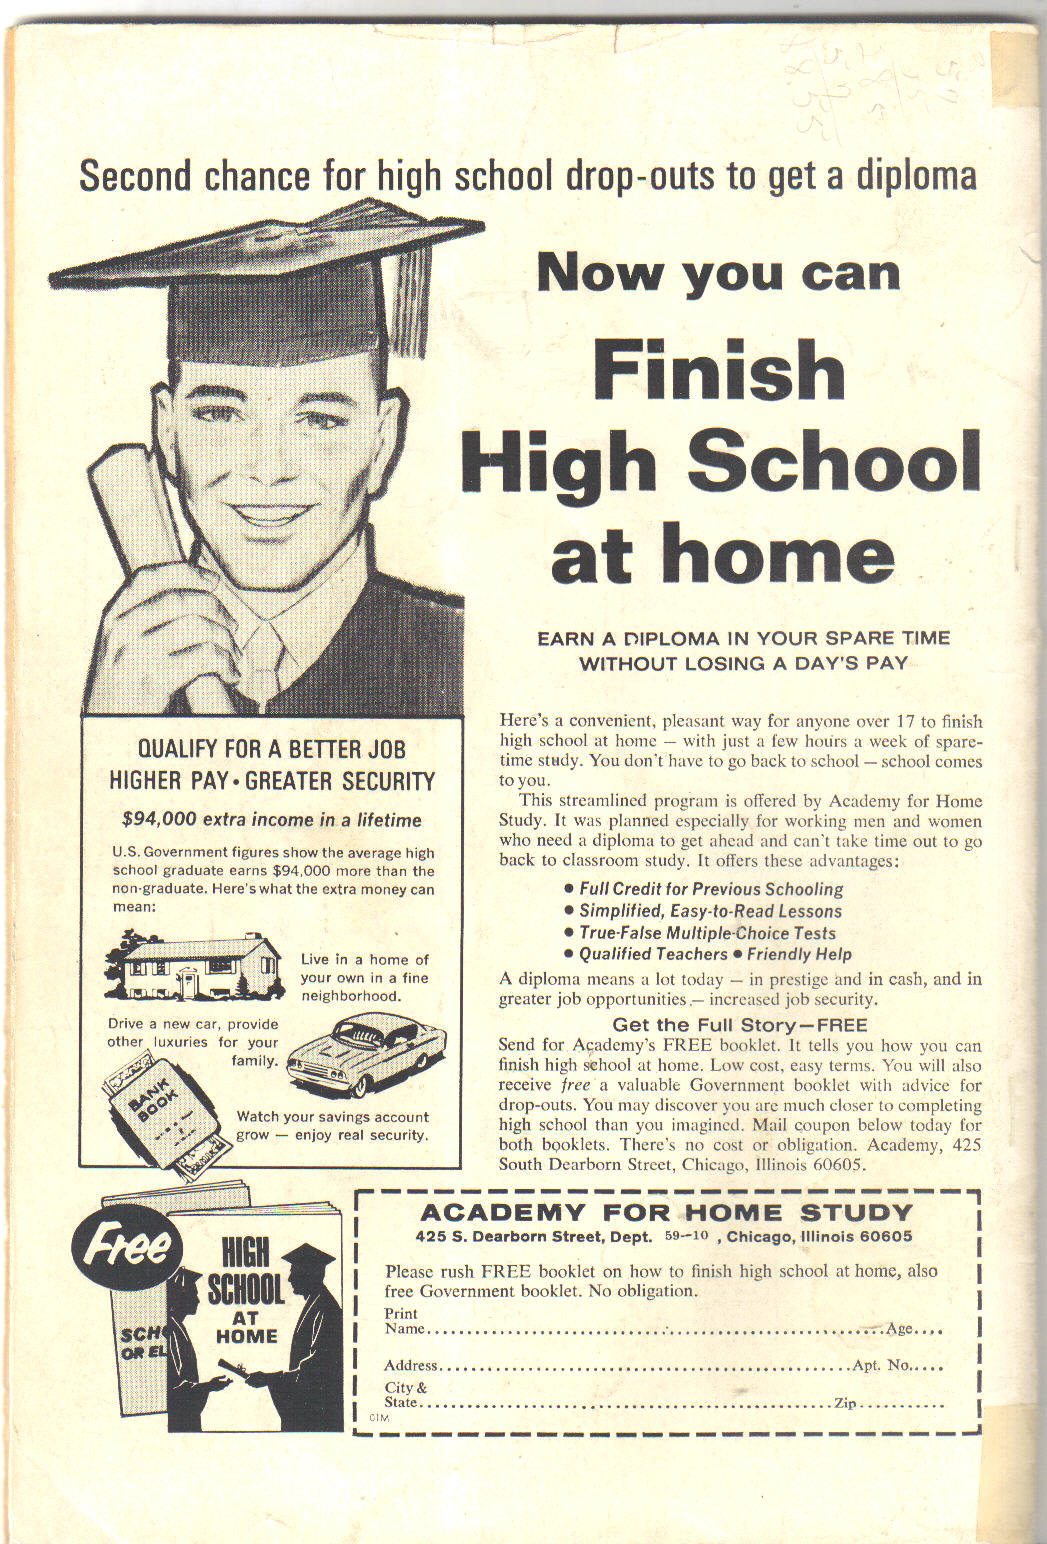 Second chance for high school drop-outs to get a diploma
Now you can
Finish
High School
at home
EARN A DIPLOMA IN YOUR SPARE TIME
WITHOUT LOSING A DAY'S PAY
QUALIFY FOR A BETTER JOB
HIGHER PAY • GREATER SECURITY
$94,000 extra income in a lifetime
U.S. Government figures show the average high
school graduate earns $94,000 more than the
non-graduate. Here's what the extra money can
mean:
Live in a home of
your own in a fine
neighborhood.
Drive a new car, provide
other luxuries for your
family.
BANK
BOOK
Watch your savings account
grow — enjoy real security.
Here's a convenient, pleasant way for anyone over 17 to finish
high school at home — with just a few hours a week of spare-
time study. You don't have to go back to school — school comes
to you.
This streamlined program is offered by Academy for Home
Study. It was planned especially for working men and women
who need a diploma to get ahead and can't take time out to go
back to classroom study. It offers these advantages:
• Full Credit for Previous Schooling
• Simplified, Easy-to-Read Lessons
• True-False Multiple-Choice Tests
• Qualified Teachers • Friendly Help
A diploma means a lot today — in prestige and in cash, and in
greater job opportunities — increased job security.
Get the Full Story—FREE
Send for Academy's FREE booklet. It tells you how you can
finish high school at home. Low cost, easy terms. You will also
receive free a valuable Government booklet with advice for
drop-outs. You may discover you are much closer to completing
high school than you imagined. Mail coupon below today for
both booklets. There's no cost or obligation. Academy, 425
South Dearborn Street, Chicago, Illinois 60605.
Free
SCH
OR EL
HIGH
SCHOOL
AT
HOME
ACADEMY FOR HOME STUDY
425 S. Dearborn Street, Dept. 59--10 , Chicago, Illinois 60605
Please rush FREE booklet on how to finish high school at home, also
free Government booklet. No obligation.
Print
Name Age
Address Apt. No.
City &
State Zip
CIM